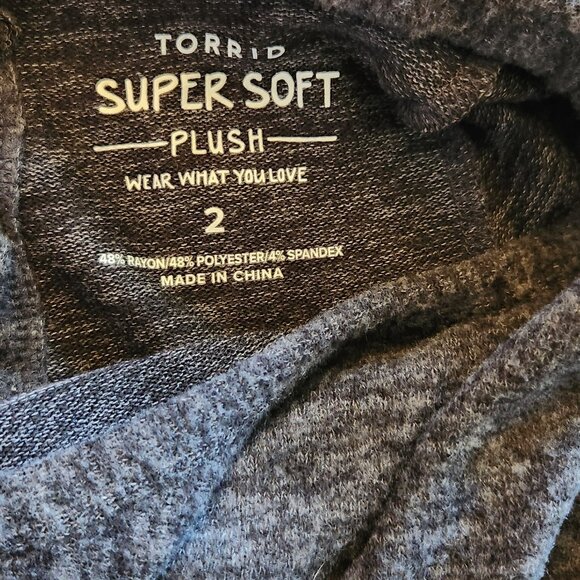 TORRID
SUPER SOFT
PLUSH
WEAR WHAT YOU LOVE
2
48% RAYON/48% POLYESTER/4% SPANDEX
MADE IN CHINA